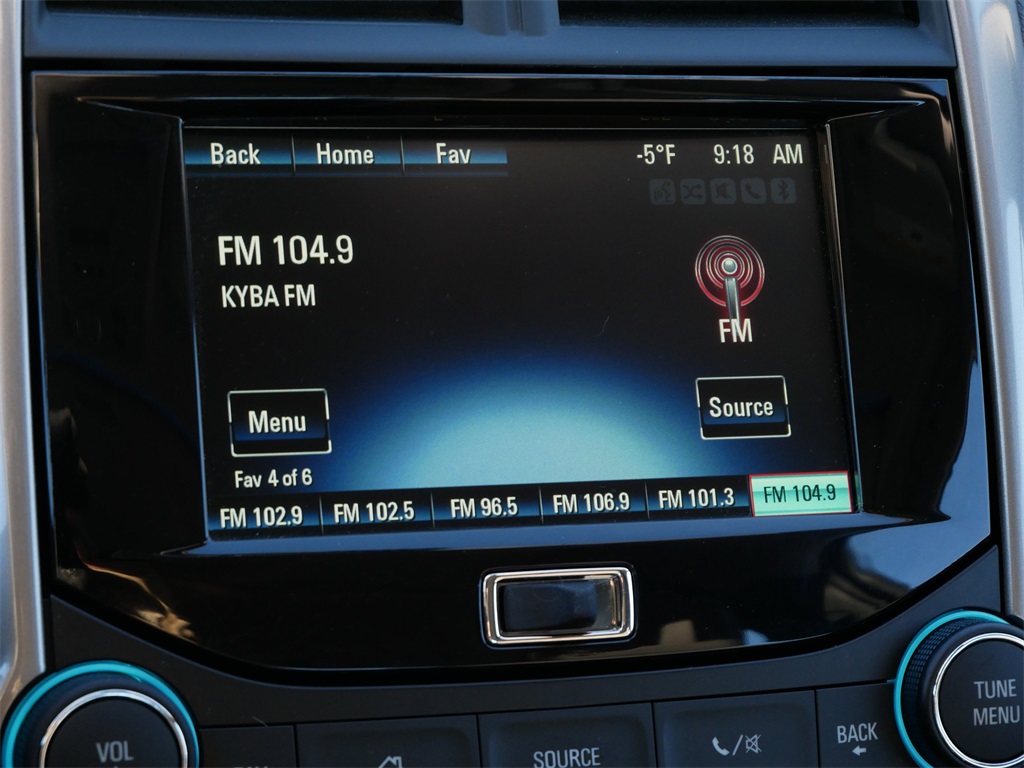 Back Home Fav -5°F 9:18 AM
FM 104.9
KYBA FM
FM
Menu
Source
Fav 4 of 6
FM 102.9 FM 102.5 FM 96.5 FM 106.9 FM 101.3 FM 104.9
VOL
SOURCE
BACK
TUNE
MENU